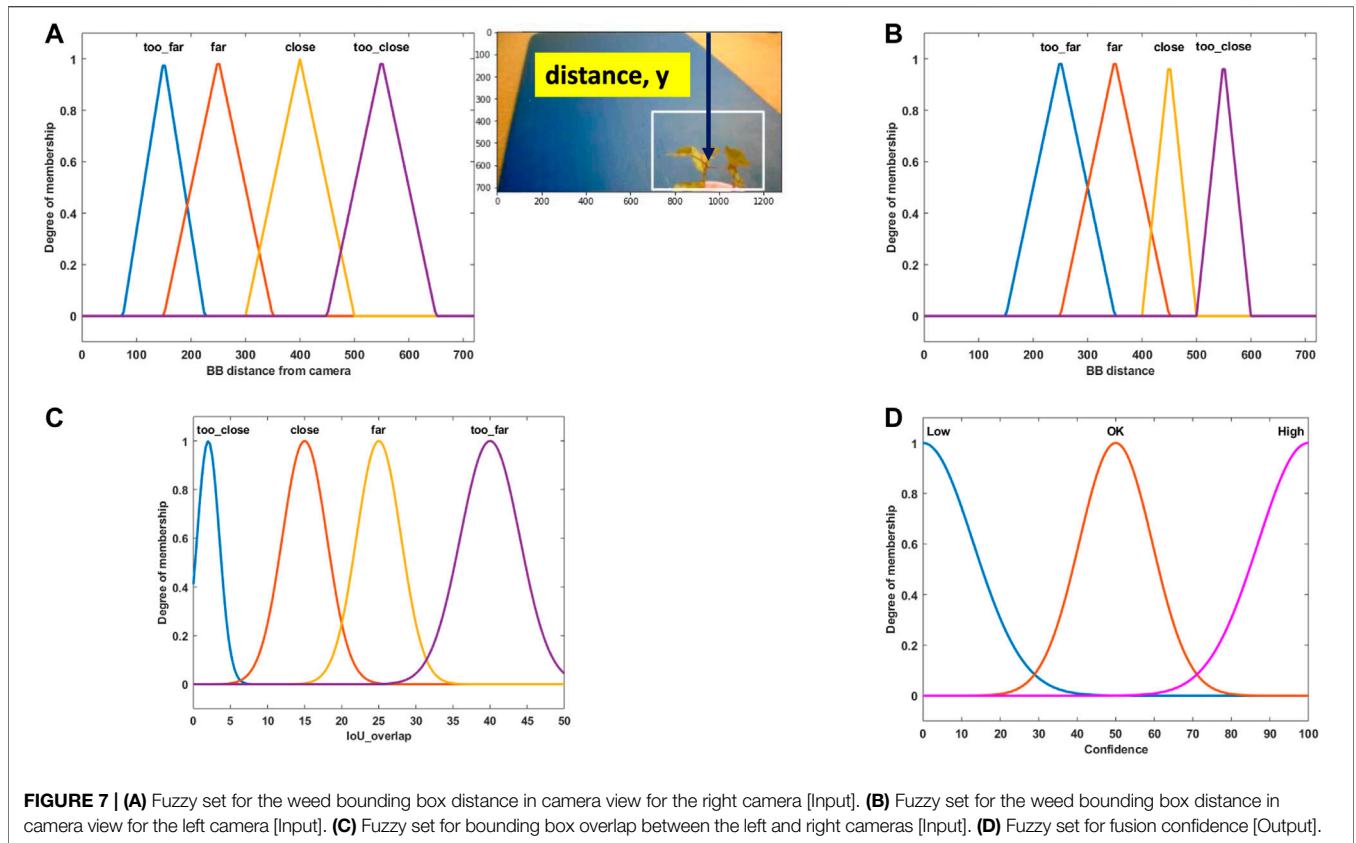 A
too_far far close too_close
1
0.8
0.6
0.4
0.2
0
Degree of membership
0 100 200 300 400 500 600 700
BB distance from camera
distance, y
0
100
200
300
400
500
600
700
0 200 400 600 800 1000 1200
B
too_far far close too_close
1
0.8
0.6
0.4
0.2
0
Degree of membership
0 100 200 300 400 500 600 700
BB distance
C
too_close close far too_far
1
0.8
0.6
0.4
0.2
0
Degree of membership
0 5 10 15 20 25 30 35 40 45 50
IoU_overlap
D
Low OK High
1
0.8
0.6
0.4
0.2
0
Degree of membership
0 10 20 30 40 50 60 70 80 90 100
Confidence
FIGURE 7 | (A) Fuzzy set for the weed bounding box distance in camera view for the right camera [Input]. (B) Fuzzy set for the weed bounding box distance in
camera view for the left camera [Input]. (C) Fuzzy set for bounding box overlap between the left and right cameras [Input]. (D) Fuzzy set for fusion confidence [Output].